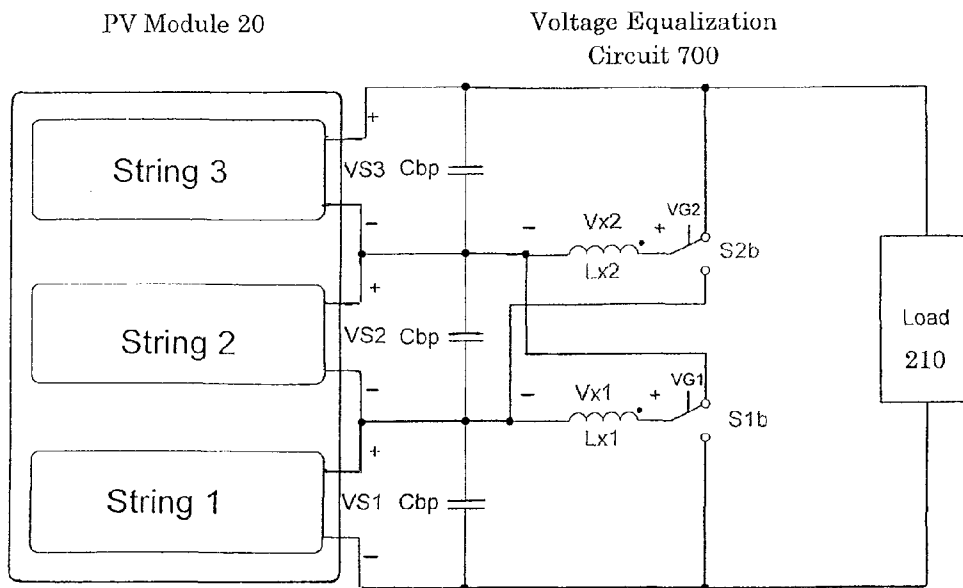 PV Module 20
Voltage Equalization
Circuit 700
+
String 3
VS3
Cbp
−
−
Vx2
+
VG2
S2b
Lx2
+
String 2
VS2
Cbp
Load
210
−
−
Vx1
+
VG1
S1b
Lx1
+
String 1
VS1
Cbp
−